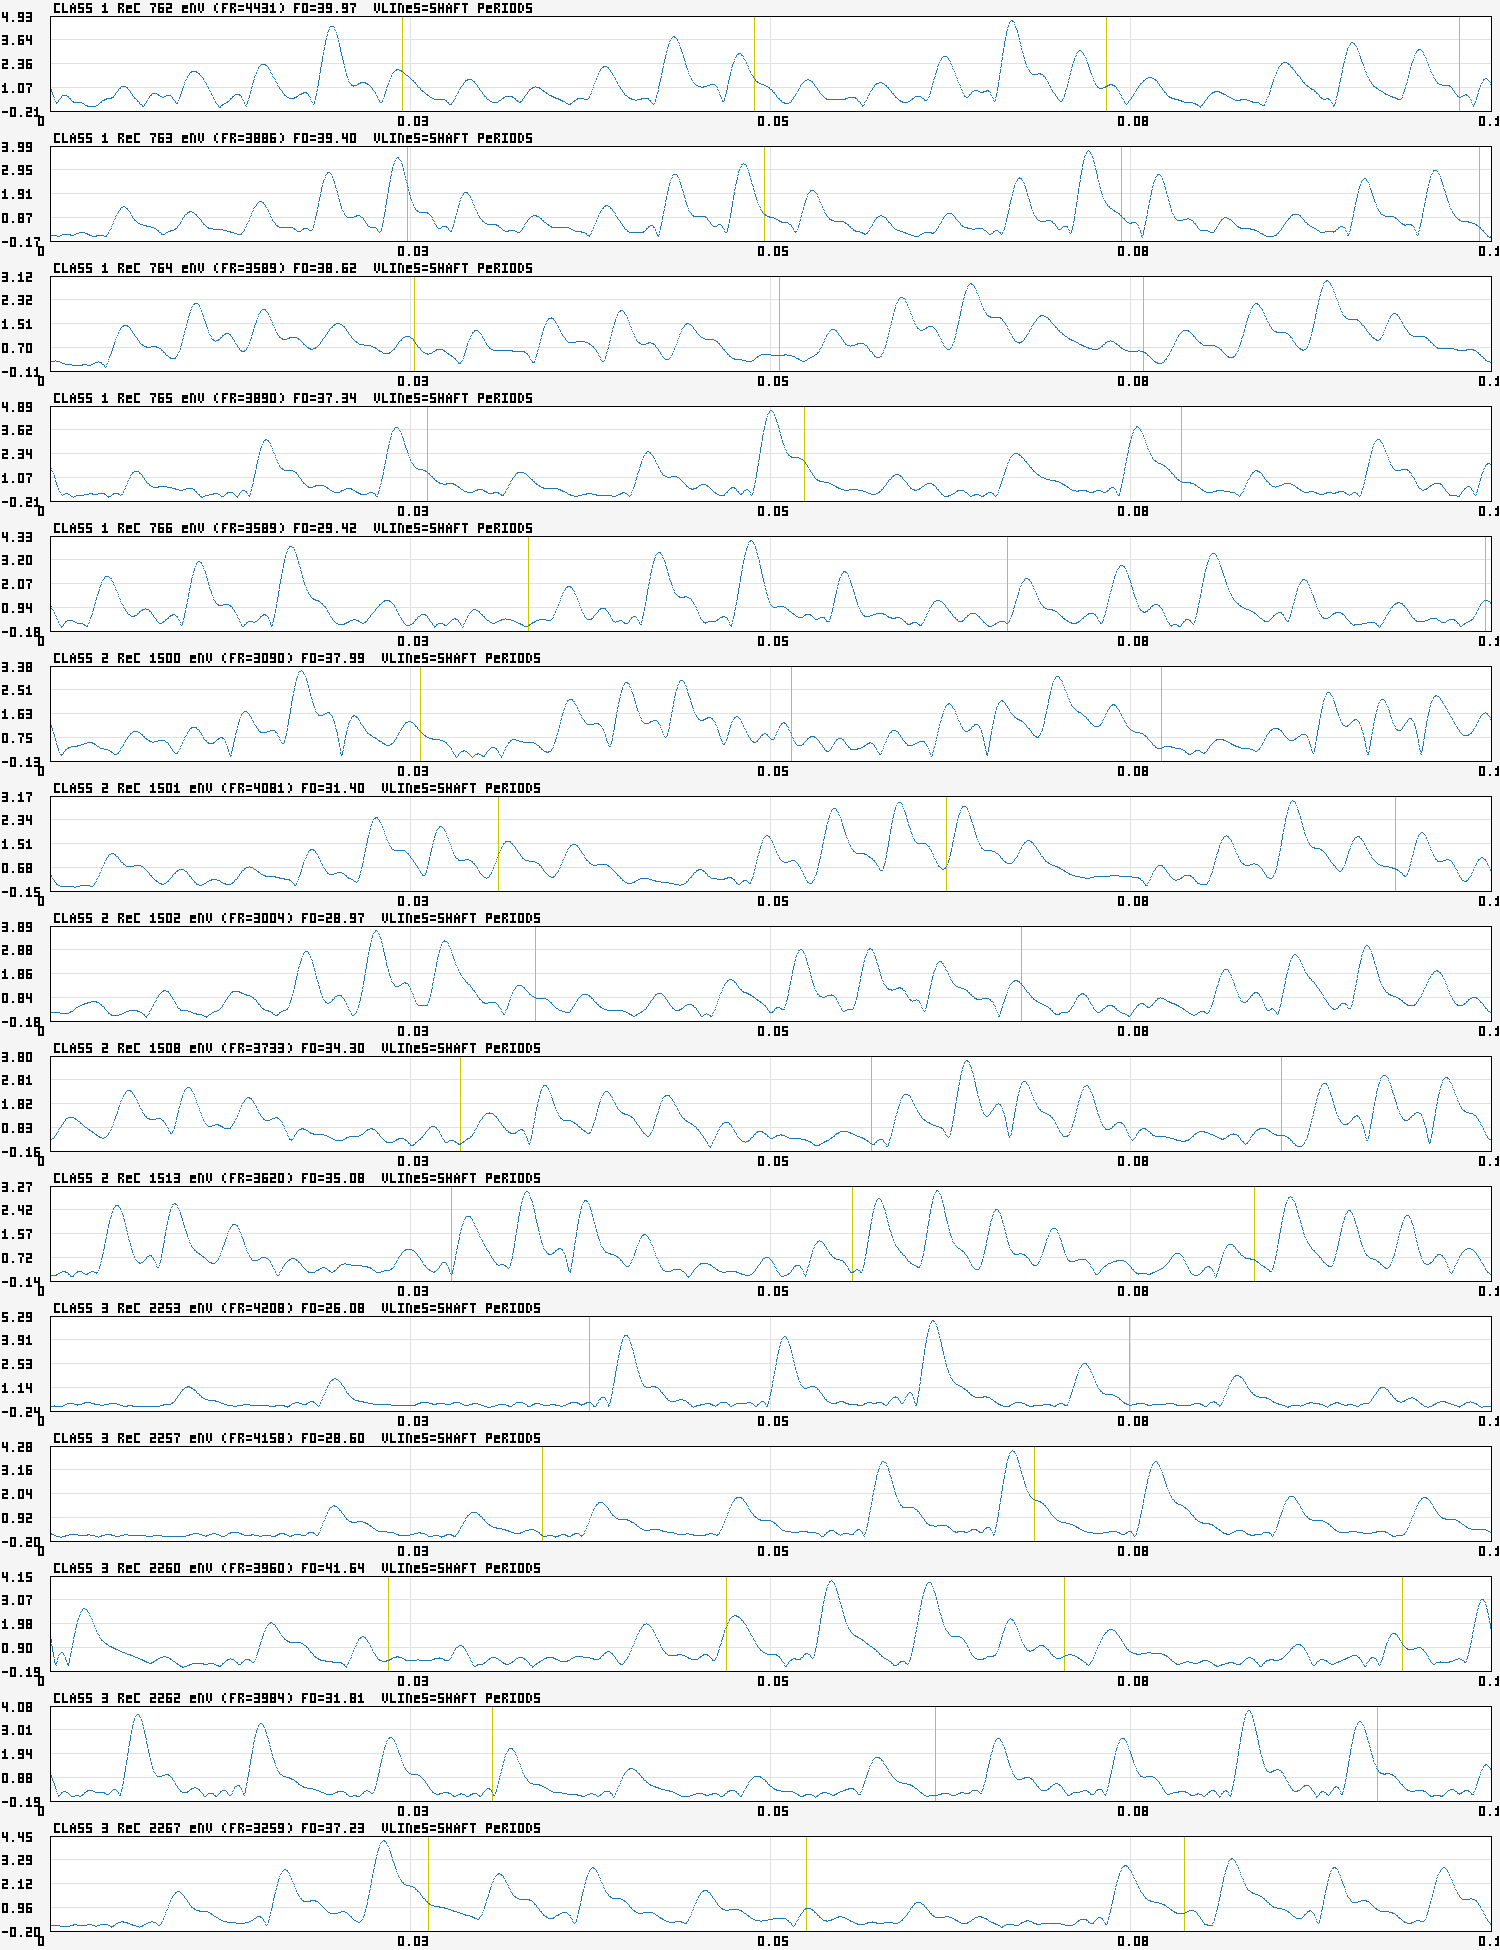 CLASS 1 ReC 762 enV (FR=4431) F0=39.97 VLIneS=SHAFT PeRIODS
4.93
3.64
2.36
1.07
-0.21
0 0.03 0.05 0.08 0.1
CLASS 1 ReC 763 enV (FR=3886) F0=39.40 VLIneS=SHAFT PeRIODS
3.99
2.95
1.91
0.87
-0.17
0 0.03 0.05 0.08 0.1
CLASS 1 ReC 764 enV (FR=3589) F0=38.62 VLIneS=SHAFT PeRIODS
3.12
2.32
1.51
0.70
-0.11
0 0.03 0.05 0.08 0.1
CLASS 1 ReC 765 enV (FR=3890) F0=37.34 VLIneS=SHAFT PeRIODS
4.89
3.62
2.34
1.07
-0.21
0 0.03 0.05 0.08 0.1
CLASS 1 ReC 766 enV (FR=3589) F0=29.42 VLIneS=SHAFT PeRIODS
4.33
3.20
2.07
0.94
-0.18
0 0.03 0.05 0.08 0.1
CLASS 2 ReC 1500 enV (FR=3090) F0=37.99 VLIneS=SHAFT PeRIODS
3.38
2.51
1.63
0.75
-0.13
0 0.03 0.05 0.08 0.1
CLASS 2 ReC 1501 enV (FR=4081) F0=31.40 VLIneS=SHAFT PeRIODS
3.17
2.34
1.51
0.68
-0.15
0 0.03 0.05 0.08 0.1
CLASS 2 ReC 1502 enV (FR=3004) F0=28.97 VLIneS=SHAFT PeRIODS
3.89
2.88
1.86
0.84
-0.18
0 0.03 0.05 0.08 0.1
CLASS 2 ReC 1508 enV (FR=3733) F0=34.30 VLIneS=SHAFT PeRIODS
3.80
2.81
1.82
0.83
-0.16
0 0.03 0.05 0.08 0.1
CLASS 2 ReC 1513 enV (FR=3620) F0=35.08 VLIneS=SHAFT PeRIODS
3.27
2.42
1.57
0.72
-0.14
0 0.03 0.05 0.08 0.1
CLASS 3 ReC 2253 enV (FR=4208) F0=26.08 VLIneS=SHAFT PeRIODS
5.29
3.91
2.53
1.14
-0.24
0 0.03 0.05 0.08 0.1
CLASS 3 ReC 2257 enV (FR=4158) F0=28.60 VLIneS=SHAFT PeRIODS
4.28
3.16
2.04
0.92
-0.20
0 0.03 0.05 0.08 0.1
CLASS 3 ReC 2260 enV (FR=3960) F0=41.64 VLIneS=SHAFT PeRIODS
4.15
3.07
1.98
0.90
-0.19
0 0.03 0.05 0.08 0.1
CLASS 3 ReC 2262 enV (FR=3984) F0=31.81 VLIneS=SHAFT PeRIODS
4.08
3.01
1.94
0.88
-0.19
0 0.03 0.05 0.08 0.1
CLASS 3 ReC 2267 enV (FR=3259) F0=37.23 VLIneS=SHAFT PeRIODS
4.45
3.29
2.12
0.96
-0.20
0 0.03 0.05 0.08 0.1